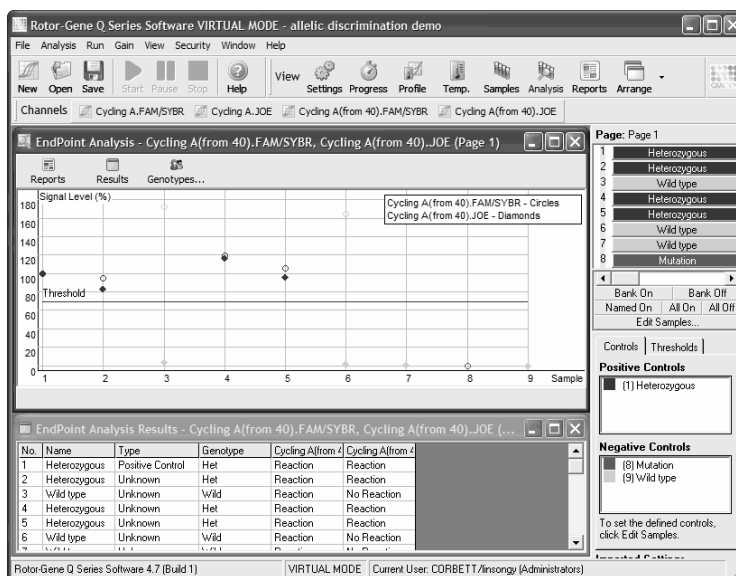 Rotor-Gene Q Series Software VIRTUAL MODE - allelic discrimination demo
File Analysis Run Gain View Security Window Help
New Open Save Start Pause Stop Help View Settings Progress Profile Temp. Samples Analysis Reports Arrange
Channels Cycling A.FAM/SYBR Cycling A.JOE Cycling A(from 40).FAM/SYBR Cycling A(from 40).JOE
EndPoint Analysis - Cycling A(from 40).FAM/SYBR, Cycling A(from 40).JOE (Page 1)
Reports Results Genotypes...
Signal Level (%)
Cycling A(from 40).FAM/SYBR - Circles
Cycling A(from 40).JOE - Diamonds
180
160
140
120
100
80
60
40
20
0
Threshold
1 2 3 4 5 6 7 8 9 Sample
EndPoint Analysis Results - Cycling A(from 40).FAM/SYBR, Cycling A(from 40).JOE (...
No. Name Type Genotype Cycling A(from 4 Cycling A(from 4
1 Heterozygous Positive Control Het Reaction Reaction
2 Heterozygous Unknown Het Reaction Reaction
3 Wild type Unknown Wild Reaction No Reaction
4 Heterozygous Unknown Het Reaction Reaction
5 Heterozygous Unknown Het Reaction Reaction
6 Wild type Unknown Wild Reaction No Reaction
Page: Page 1
1 Heterozygous
2 Heterozygous
3 Wild type
4 Heterozygous
5 Heterozygous
6 Wild type
7 Wild type
8 Mutation
Bank On Bank Off
Named On All On All Off
Edit Samples...
Controls Thresholds
Positive Controls
(1) Heterozygous
Negative Controls
(8) Mutation
(9) Wild type
To set the defined controls,
click Edit Samples.
Imported Settings
Rotor-Gene Q Series Software 4.7 (Build 1) VIRTUAL MODE Current User: CORBETT/linsongy (Administrators)